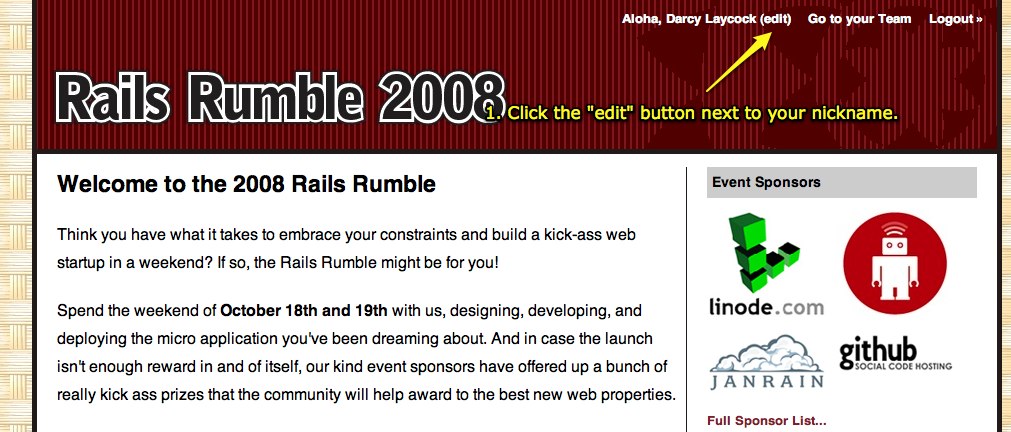 Aloha, Darcy Laycock (edit) Go to your Team Logout »
Rails Rumble 2008
1. Click the "edit" button next to your nickname.
Welcome to the 2008 Rails Rumble
Think you have what it takes to embrace your constraints and build a kick-ass web
startup in a weekend? If so, the Rails Rumble might be for you!
Spend the weekend of October 18th and 19th with us, designing, developing, and
deploying the micro application you've been dreaming about. And in case the launch
isn't enough reward in and of itself, our kind event sponsors have offered up a bunch of
really kick ass prizes that the community will help award to the best new web properties.
Event Sponsors
linode.com
JANRAIN
github
SOCIAL CODE HOSTING
Full Sponsor List...